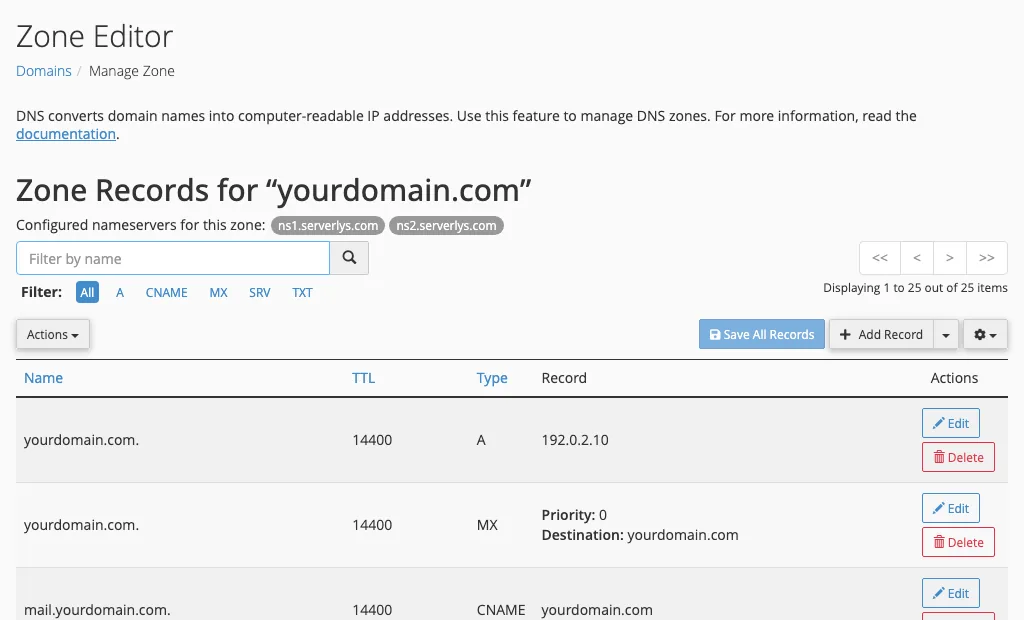 Zone Editor
Domains / Manage Zone
DNS converts domain names into computer-readable IP addresses. Use this feature to manage DNS zones. For more information, read the
documentation.
Zone Records for “yourdomain.com”
Configured nameservers for this zone: ns1.serverlys.com ns2.serverlys.com
Filter by name
<< < > >>
Filter: All A CNAME MX SRV TXT
Displaying 1 to 25 out of 25 items
Actions Save All Records + Add Record
Name TTL Type Record Actions
yourdomain.com. 14400 A 192.0.2.10
Edit
Delete
yourdomain.com. 14400 MX
Priority: 0
Destination: yourdomain.com
Edit
Delete
mail.yourdomain.com. 14400 CNAME yourdomain.com
Edit